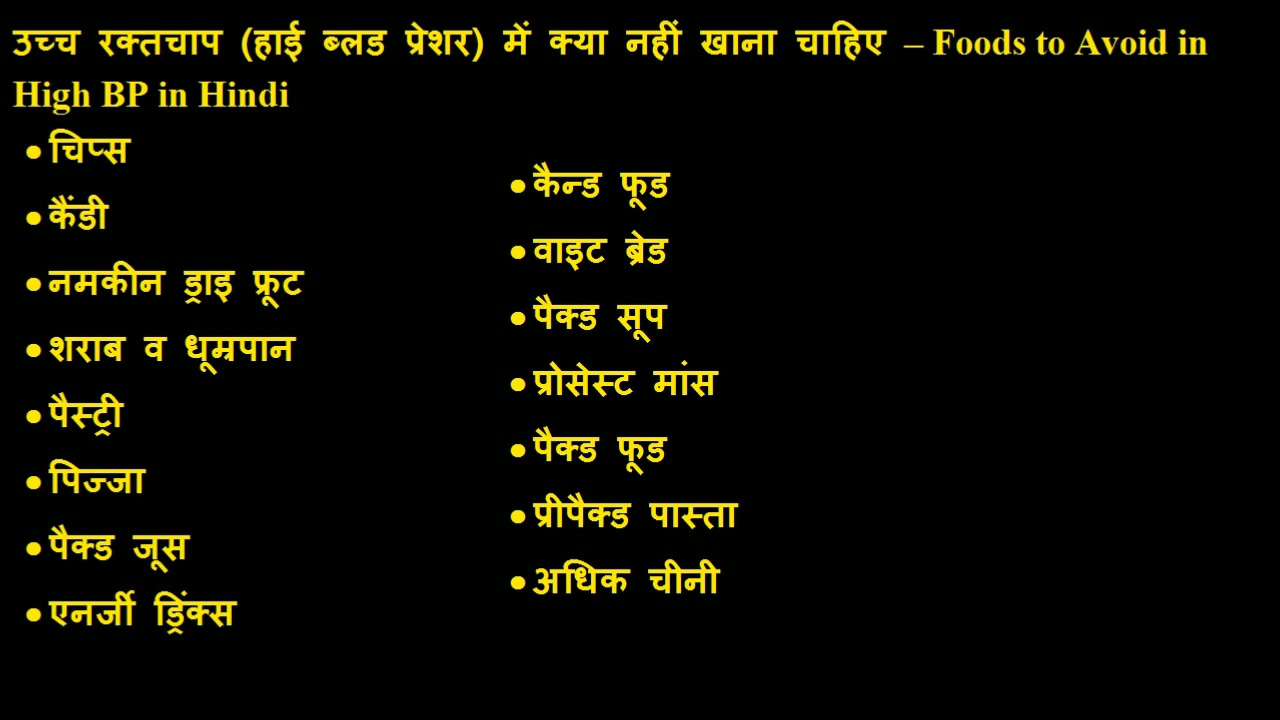 उच्च रक्तचाप (हाई ब्लड प्रेशर) में क्या नहीं खाना चाहिए – Foods to Avoid in
High BP in Hindi
• चिप्स
• कैंडी
• नमकीन ड्राइ फ्रूट
• शराब व धूम्रपान
• पैस्ट्री
• पिज्जा
• पैक्ड जूस
• एनर्जी ड्रिंक्स
• कैन्ड फूड
• वाइट ब्रेड
• पैक्ड सूप
• प्रोसेस्ट मांस
• पैक्ड फूड
• प्रीपैक्ड पास्ता
• अधिक चीनी